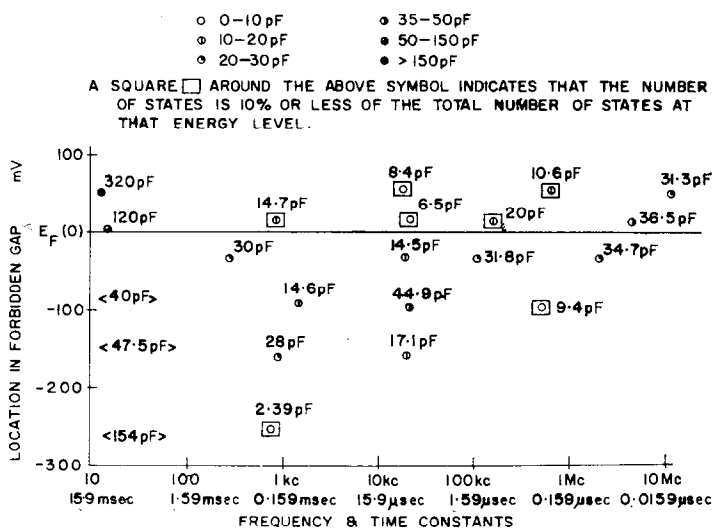 0-10pF 35-50pF
10-20pF 50-150pF
20-30pF >150pF
A SQUARE AROUND THE ABOVE SYMBOL INDICATES THAT THE NUMBER
OF STATES IS 10% OR LESS OF THE TOTAL NUMBER OF STATES AT
THAT ENERGY LEVEL.
LOCATION IN FORBIDDEN GAP mV
100
320pF 8·4pF 10·6pF 31·3pF
14·7pF 6·5pF 20pF
120pF 36·5pF
EF(0)
30pF 14·5pF 31·8pF 34·7pF
<40pF> 14·6pF 44·9pF 9·4pF
-100
<47·5pF> 28pF 17·1pF
-200
2·39pF
<154pF>
-300
10 100 1kc 10kc 100kc 1Mc 10Mc
15·9msec 1·59msec 0·159msec 15·9μsec 1·59μsec 0·159μsec 0·0159μsec
FREQUENCY & TIME CONSTANTS